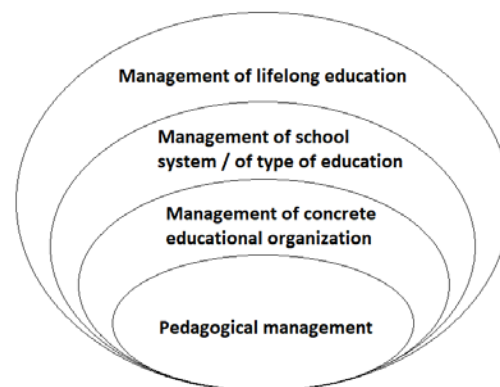 Management of lifelong education
Management of school
system / of type of education
Management of concrete
educational organization
Pedagogical management